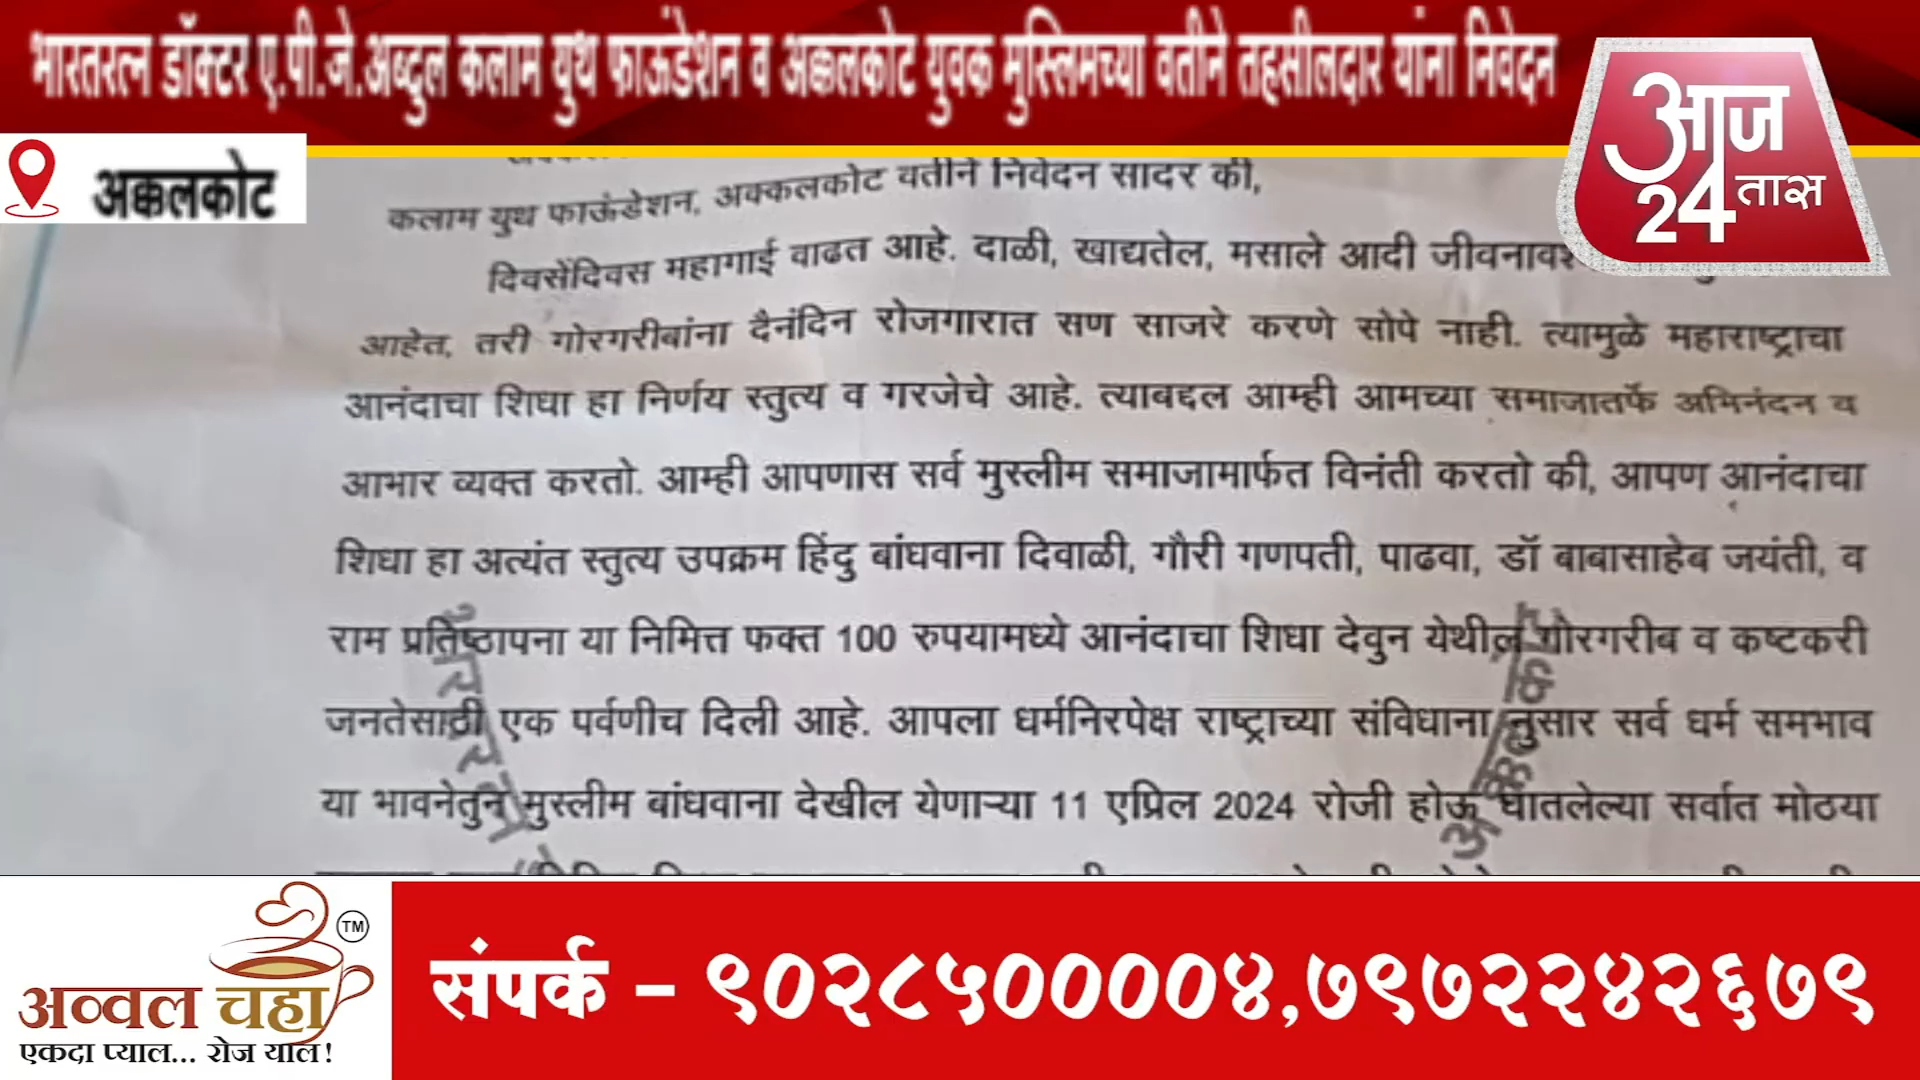 भारतरत्न डॉक्टर ए.पी.जे.अब्दुल कलाम युथ फाऊंडेशन व अक्कलकोट युवक मुस्लिमच्या वतीने तहसीलदार यांना निवेदन
आज
24 तास
अक्कलकोट
कलाम युथ फाऊंडेशन, अक्कलकोट वतीने निवेदन सादर की,
दिवसेंदिवस महागाई वाढत आहे. दाळी, खाद्यतेल, मसाले आदी
आहेत, तरी गोरगरीबांना दैनंदिन रोजगारात सण साजरे करणे सोपे नाही. त्यामुळे महाराष्ट्राचा
आनंदाचा शिधा हा निर्णय स्तुत्य व गरजेचे आहे. त्याबद्दल आम्ही आमच्या समाजातर्फे अभिनंदन व
आभार व्यक्त करतो. आम्ही आपणास सर्व मुस्लीम समाजामार्फत विनंती करतो की, आपण आनंदाचा
शिधा हा अत्यंत स्तुत्य उपक्रम हिंदु बांधवाना दिवाळी, गौरी गणपती, पाढवा, डॉ बाबासाहेब जयंती, व
राम प्रतिष्ठापना या निमित्त फक्त 100 रुपयामध्ये आनंदाचा शिधा देवुन येथील गोरगरीब व कष्टकरी
जनतेसाठी एक पर्वणीच दिली आहे. आपला धर्मनिरपेक्ष राष्ट्राच्या संविधाना नुसार सर्व धर्म समभाव
या भावनेतुन मुस्लीम बांधवाना देखील येणाऱ्या 11 एप्रिल 2024 रोजी होऊ घातलेल्या सर्वात मोठया
अव्वल चहा TM
एकदा प्याल... रोज याल!
संपर्क – ९०२८५००००४,७९७२२४२६७९